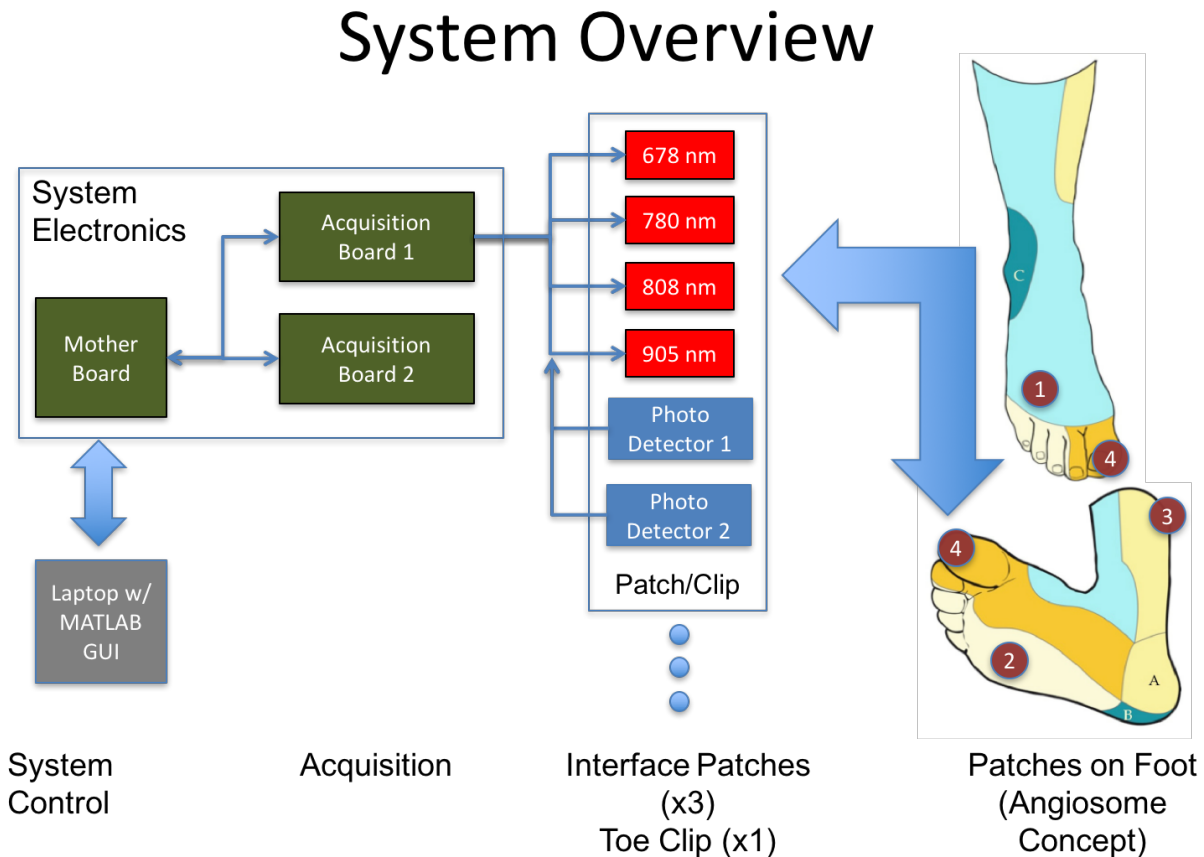 System Overview
System
Electronics
Mother
Board
Acquisition
Board 1
Acquisition
Board 2
Laptop w/
MATLAB
GUI
678 nm
780 nm
808 nm
905 nm
Photo
Detector 1
Photo
Detector 2
Patch/Clip
C
1
4
3
4
2
A
B
System
Control
Acquisition
Interface Patches
(x3)
Toe Clip (x1)
Patches on Foot
(Angiosome
Concept)